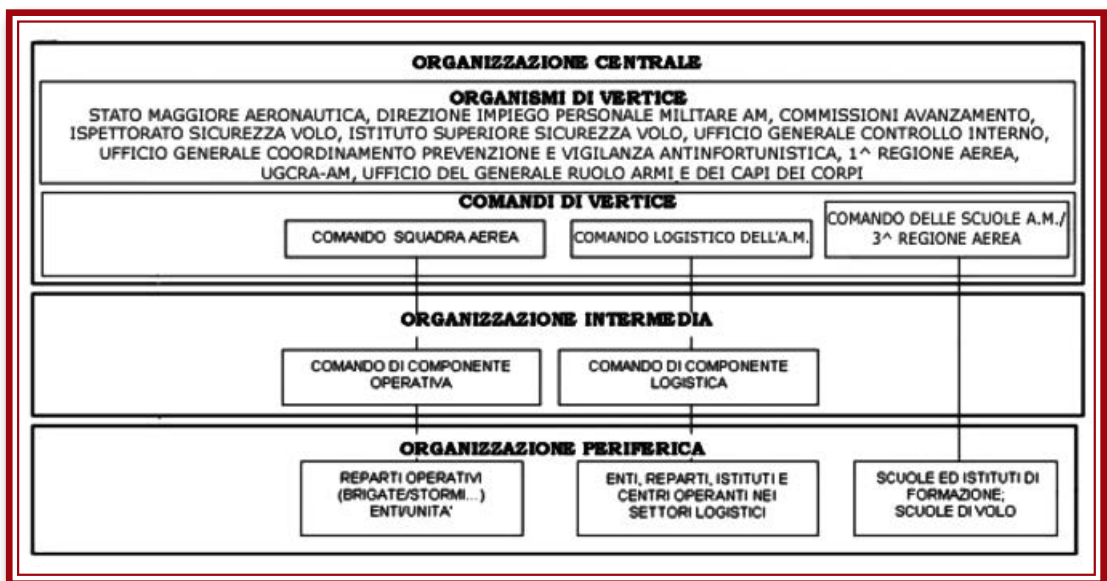 ORGANIZZAZIONE CENTRALE
ORGANISMI DI VERTICE
STATO MAGGIORE AERONAUTICA, DIREZIONE IMPIEGO PERSONALE MILITARE AM, COMMISSIONI AVANZAMENTO,
ISPETTORATO SICUREZZA VOLO, ISTITUTO SUPERIORE SICUREZZA VOLO, UFFICIO GENERALE CONTROLLO INTERNO,
UFFICIO GENERALE COORDINAMENTO PREVENZIONE E VIGILANZA ANTINFORTUNISTICA, 1^ REGIONE AEREA,
UGCRA-AM, UFFICIO DEL GENERALE RUOLO ARMI E DEI CAPI DEI CORPI
COMANDI DI VERTICE
COMANDO SQUADRA AEREA
COMANDO LOGISTICO DELL'A.M.
COMANDO DELLE SCUOLE A.M./
3^ REGIONE AEREA
ORGANIZZAZIONE INTERMEDIA
COMANDO DI COMPONENTE
OPERATIVA
COMANDO DI COMPONENTE
LOGISTICA
ORGANIZZAZIONE PERIFERICA
REPARTI OPERATIVI
(BRIGATE/STORMI...)
ENTI/UNITA'
ENTI, REPARTI, ISTITUTI E
CENTRI OPERANTI NEI
SETTORI LOGISTICI
SCUOLE ED ISTITUTI DI
FORMAZIONE;
SCUOLE DI VOLO